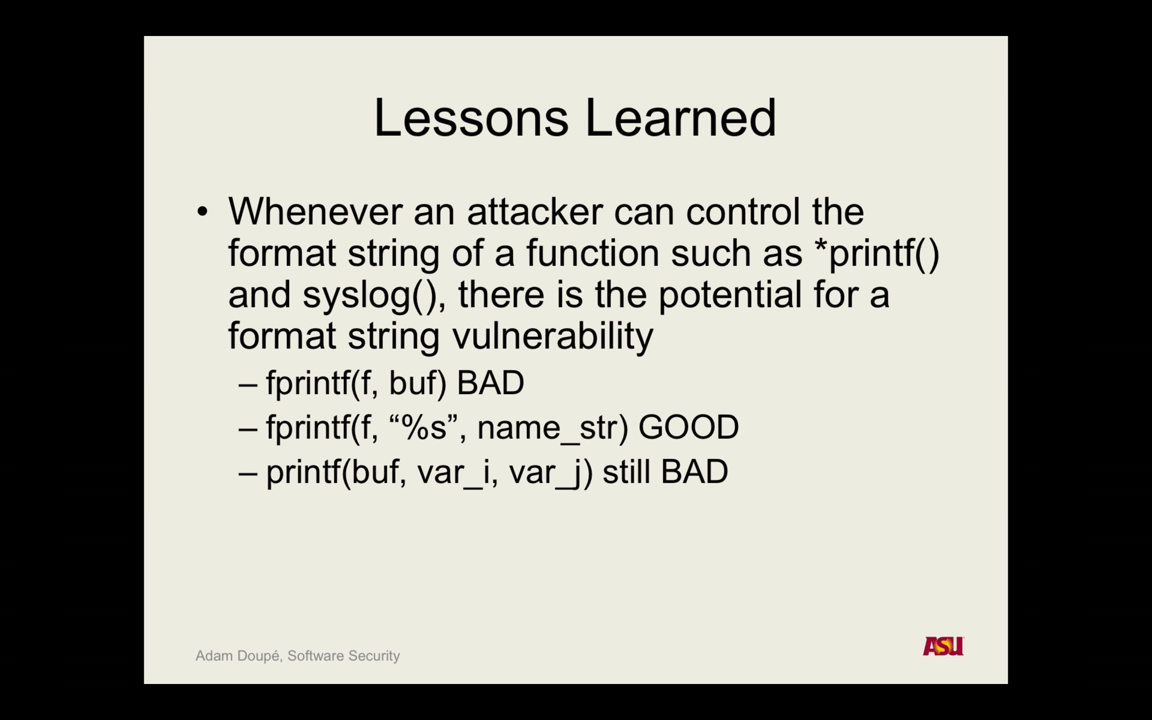 Lessons Learned
• Whenever an attacker can control the
format string of a function such as *printf()
and syslog(), there is the potential for a
format string vulnerability
– fprintf(f, buf) BAD
– fprintf(f, “%s”, name_str) GOOD
– printf(buf, var_i, var_j) still BAD
Adam Doupé, Software Security
ASU